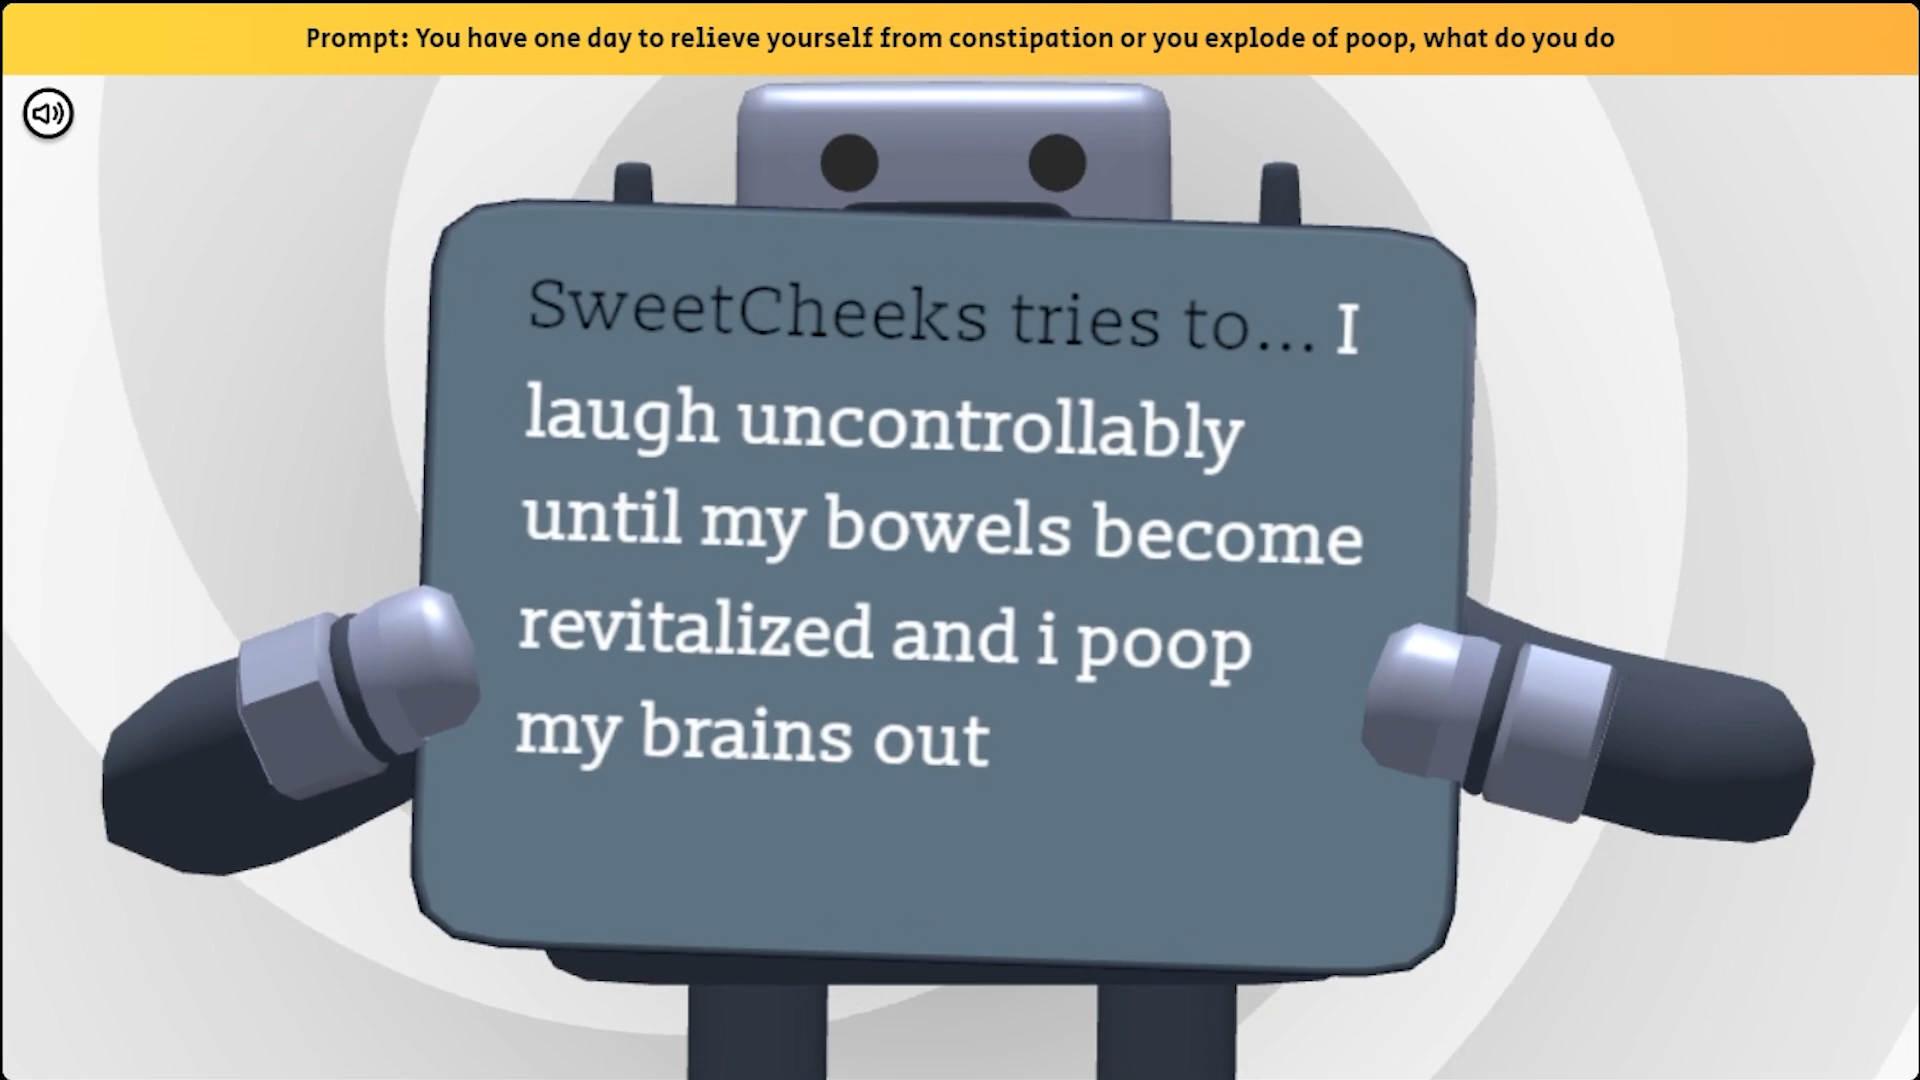 Prompt: You have one day to relieve yourself from constipation or you explode of poop, what do you do
SweetCheeks tries to... I
laugh uncontrollably
until my bowels become
revitalized and i poop
my brains out